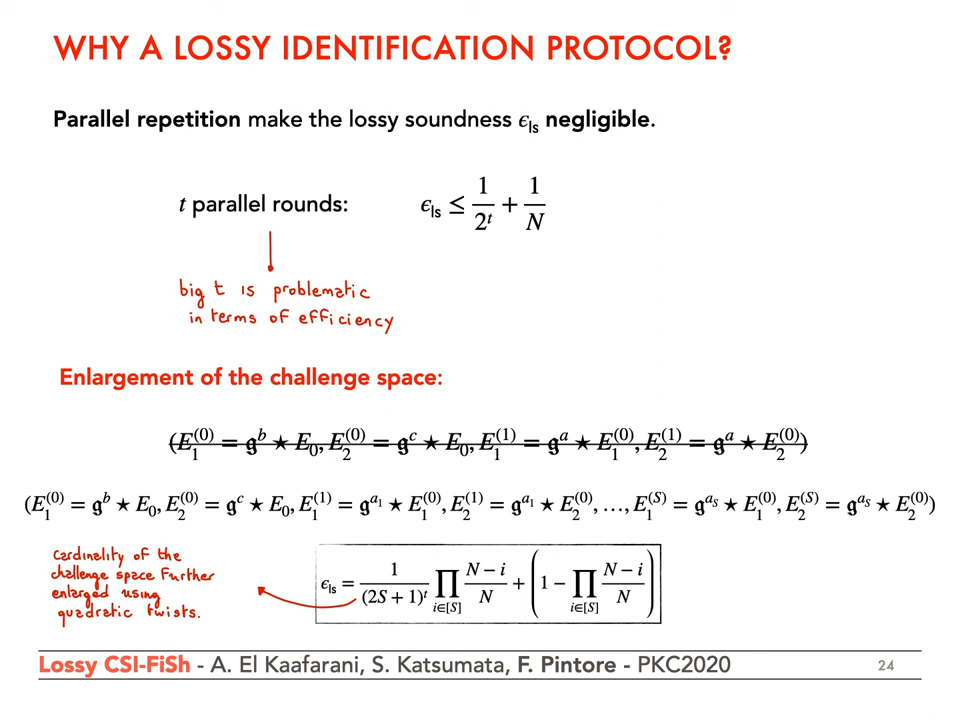 WHY A LOSSY IDENTIFICATION PROTOCOL?
Parallel repetition make the lossy soundness ϵ_ls negligible.
t parallel rounds: ϵ_ls ≤ 1/2^t + 1/N
big t is problematic
in terms of efficiency
Enlargement of the challenge space:
(E_1^(0) = 𝔤^b ⋆ E_0, E_2^(0) = 𝔤^c ⋆ E_0, E_1^(1) = 𝔤^a ⋆ E_1^(0), E_2^(1) = 𝔤^a ⋆ E_2^(0))
(E_1^(0) = 𝔤^b ⋆ E_0, E_2^(0) = 𝔤^c ⋆ E_0, E_1^(1) = 𝔤^{a_1} ⋆ E_1^(0), E_2^(1) = 𝔤^{a_1} ⋆ E_2^(0), …, E_1^(S) = 𝔤^{a_S} ⋆ E_1^(0), E_2^(S) = 𝔤^{a_S} ⋆ E_2^(0))
Cardinality of the
challenge space further
enlarged using
quadratic twists.
ϵ_ls = 1/(2S + 1)^t ∏_{i∈[S]} (N − i)/N + (1 − ∏_{i∈[S]} (N − i)/N)
Lossy CSI-FiSh - A. El Kaafarani, S. Katsumata, F. Pintore - PKC2020
24